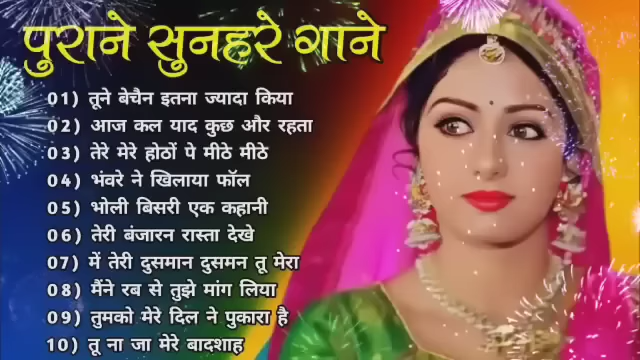 पुराने सुनहरे गाने
01) तूने बेचैन इतना ज्यादा किया
02) आज कल याद कुछ और रहता
03) तेरे मेरे होठों पे मीठे मीठे
04) भंवरे ने खिलाया फॉल
05) भोली बिसरी एक कहानी
06) तेरी बंजारन रास्ता देखे
07) में तेरी दुसमान दुसमन तू मेरा
08) मैंने रब से तुझे मांग लिया
09) तुमको मेरे दिल ने पुकारा है
10) तू ना जा मेरे बादशाह